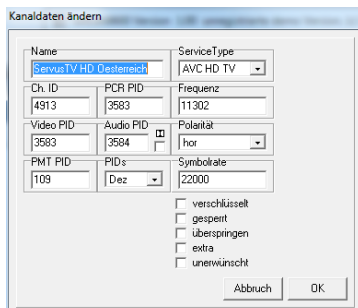 Kanaldaten ändern
Name ServiceType
ServusTV HD Oesterreich AVC HD TV
Ch. ID PCR PID Frequenz
4913 3583 11302
Video PID Audio PID Polarität
3583 3584 hor
PMT PID PIDs Symbolrate
109 Dez 22000
verschlüsselt
gesperrt
überspringen
extra
unerwünscht
Abbruch OK